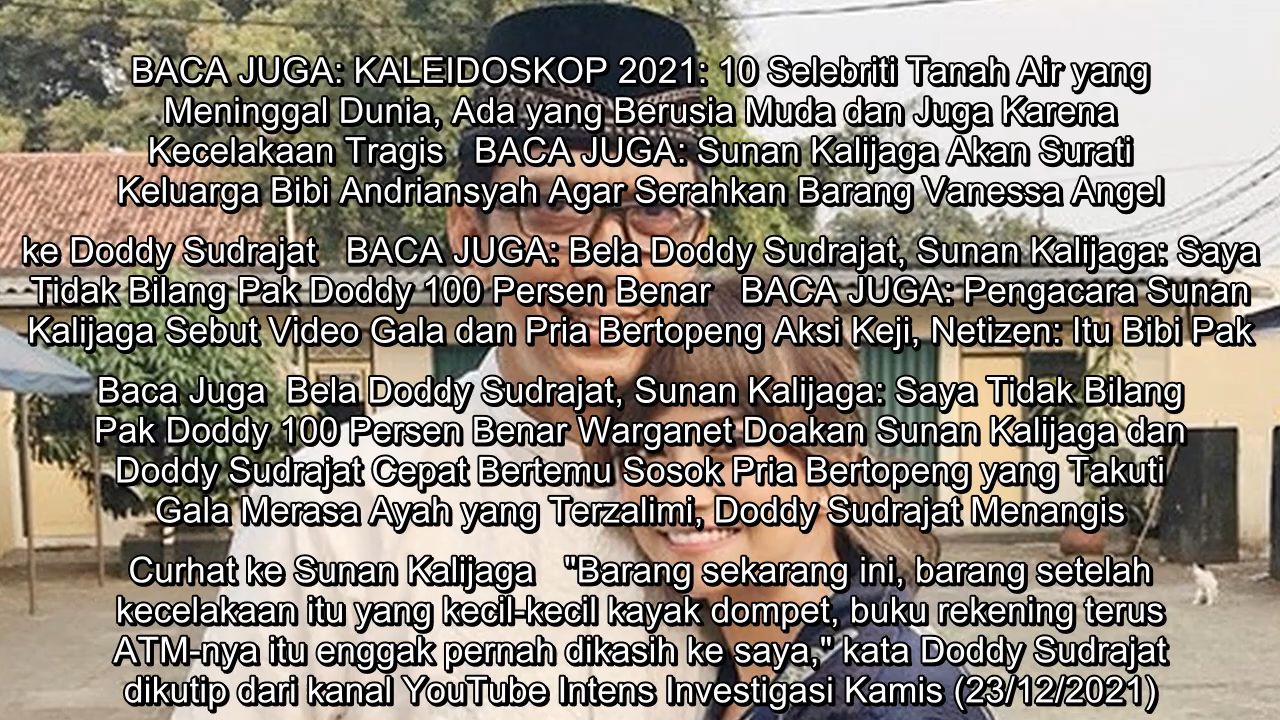 BACA JUGA: KALEIDOSKOP 2021: 10 Selebriti Tanah Air yang
Meninggal Dunia, Ada yang Berusia Muda dan Juga Karena
Kecelakaan Tragis BACA JUGA: Sunan Kalijaga Akan Surati
Keluarga Bibi Andriansyah Agar Serahkan Barang Vanessa Angel
ke Doddy Sudrajat BACA JUGA: Bela Doddy Sudrajat, Sunan Kalijaga: Saya
Tidak Bilang Pak Doddy 100 Persen Benar BACA JUGA: Pengacara Sunan
Kalijaga Sebut Video Gala dan Pria Bertopeng Aksi Keji, Netizen: Itu Bibi Pak
Baca Juga Bela Doddy Sudrajat, Sunan Kalijaga: Saya Tidak Bilang
Pak Doddy 100 Persen Benar Warganet Doakan Sunan Kalijaga dan
Doddy Sudrajat Cepat Bertemu Sosok Pria Bertopeng yang Takuti
Gala Merasa Ayah yang Terzalimi, Doddy Sudrajat Menangis
Curhat ke Sunan Kalijaga "Barang sekarang ini, barang setelah
kecelakaan itu yang kecil-kecil kayak dompet, buku rekening terus
ATM-nya itu enggak pernah dikasih ke saya," kata Doddy Sudrajat
dikutip dari kanal YouTube Intens Investigasi Kamis (23/12/2021)